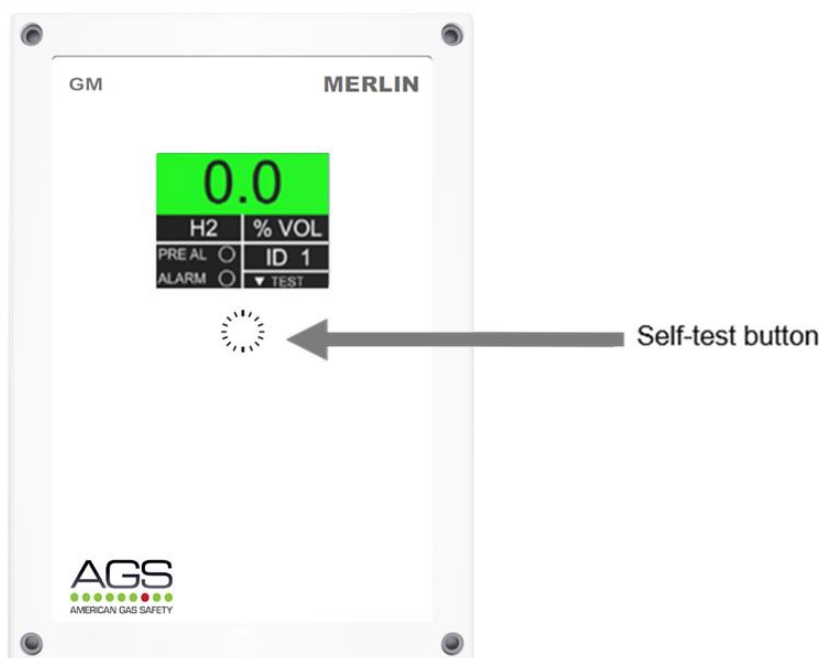 GM MERLIN
0.0
H2 % VOL
PRE AL ID 1
ALARM ▼ TEST
Self-test button
AGS
AMERICAN GAS SAFETY